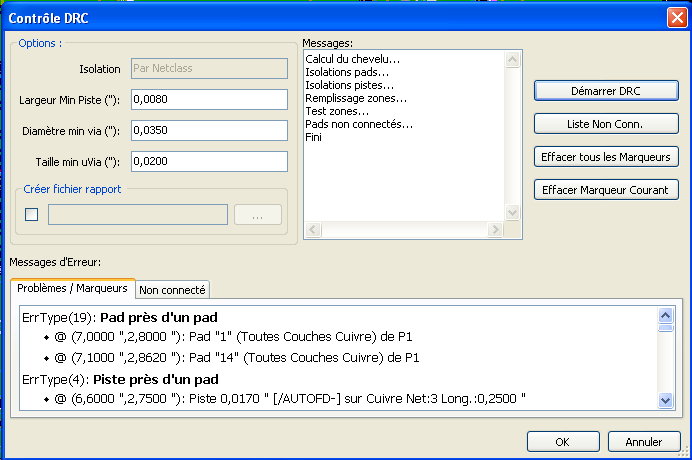 Contrôle DRC
Options :
Isolation
Par Netclass
Largeur Min Piste ("):
0,0080
Diamètre min via ("):
0,0350
Taille min uVia ("):
0,0200
Créer fichier rapport
...
Messages:
Calcul du chevelu...
Isolations pads...
Isolations pistes...
Remplissage zones...
Test zones...
Pads non connectés...
Fini
Démarrer DRC
Liste Non Conn.
Effacer tous les Marqueurs
Effacer Marqueur Courant
Messages d'Erreur:
Problèmes / Marqueurs
Non connecté
ErrType(19): Pad près d'un pad
@ (7,0000 ",2,8000 "): Pad "1" (Toutes Couches Cuivre) de P1
@ (7,1000 ",2,8620 "): Pad "14" (Toutes Couches Cuivre) de P1
ErrType(4): Piste près d'un pad
@ (6,6000 ",2,7500 "): Piste 0,0170 " [/AUTOFD-] sur Cuivre Net:3 Long.:0,2500 "
OK
Annuler